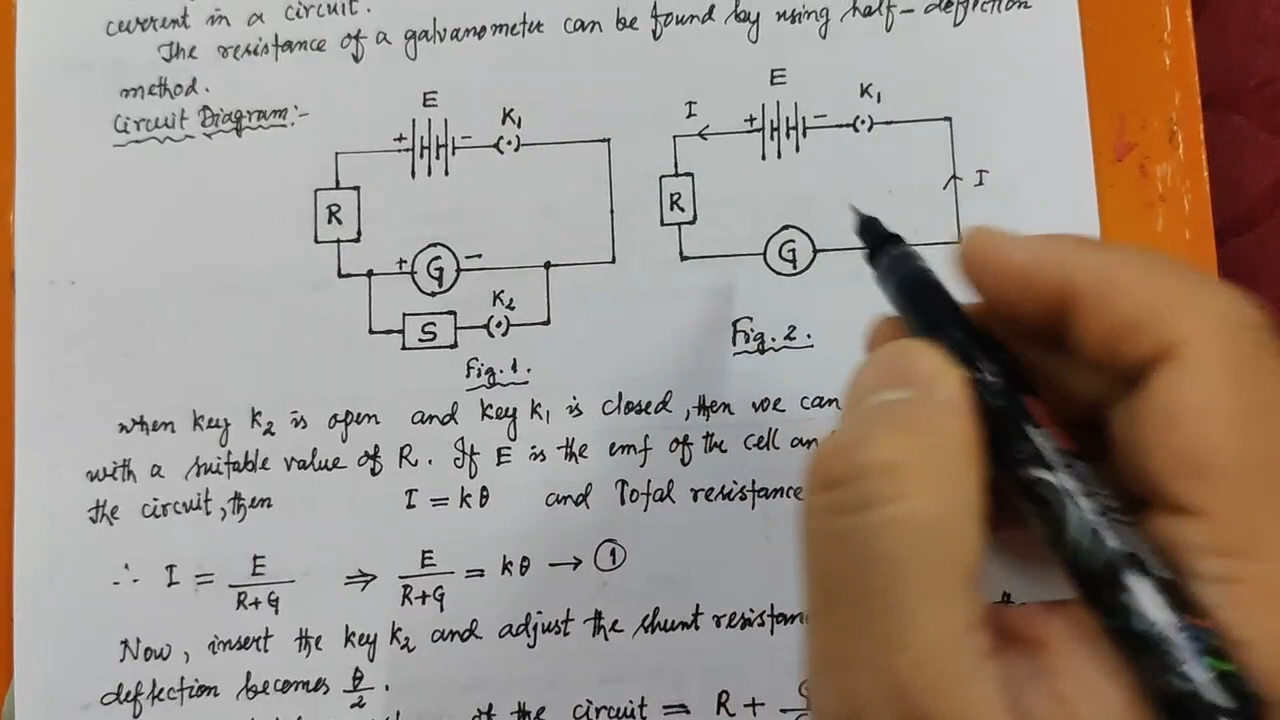 current in a circuit.
The resistance of a galvanometer can be found by using half-deflection
method.
Circuit Diagram:-
E
+ -
K1
R
+ G -
K2
S
Fig. 1.
E
I
+ -
K1
I
R
G
Fig. 2.
when key K2 is open and key K1 is closed, then we can
with a suitable value of R. If E is the emf of the cell an
the circuit, then I = kθ and Total resistance
∴ I = E/(R+G) ⇒ E/(R+G) = kθ → ①
Now, insert the key K2 and adjust the shunt resistan
deflection becomes θ/2.
of the circuit = R +